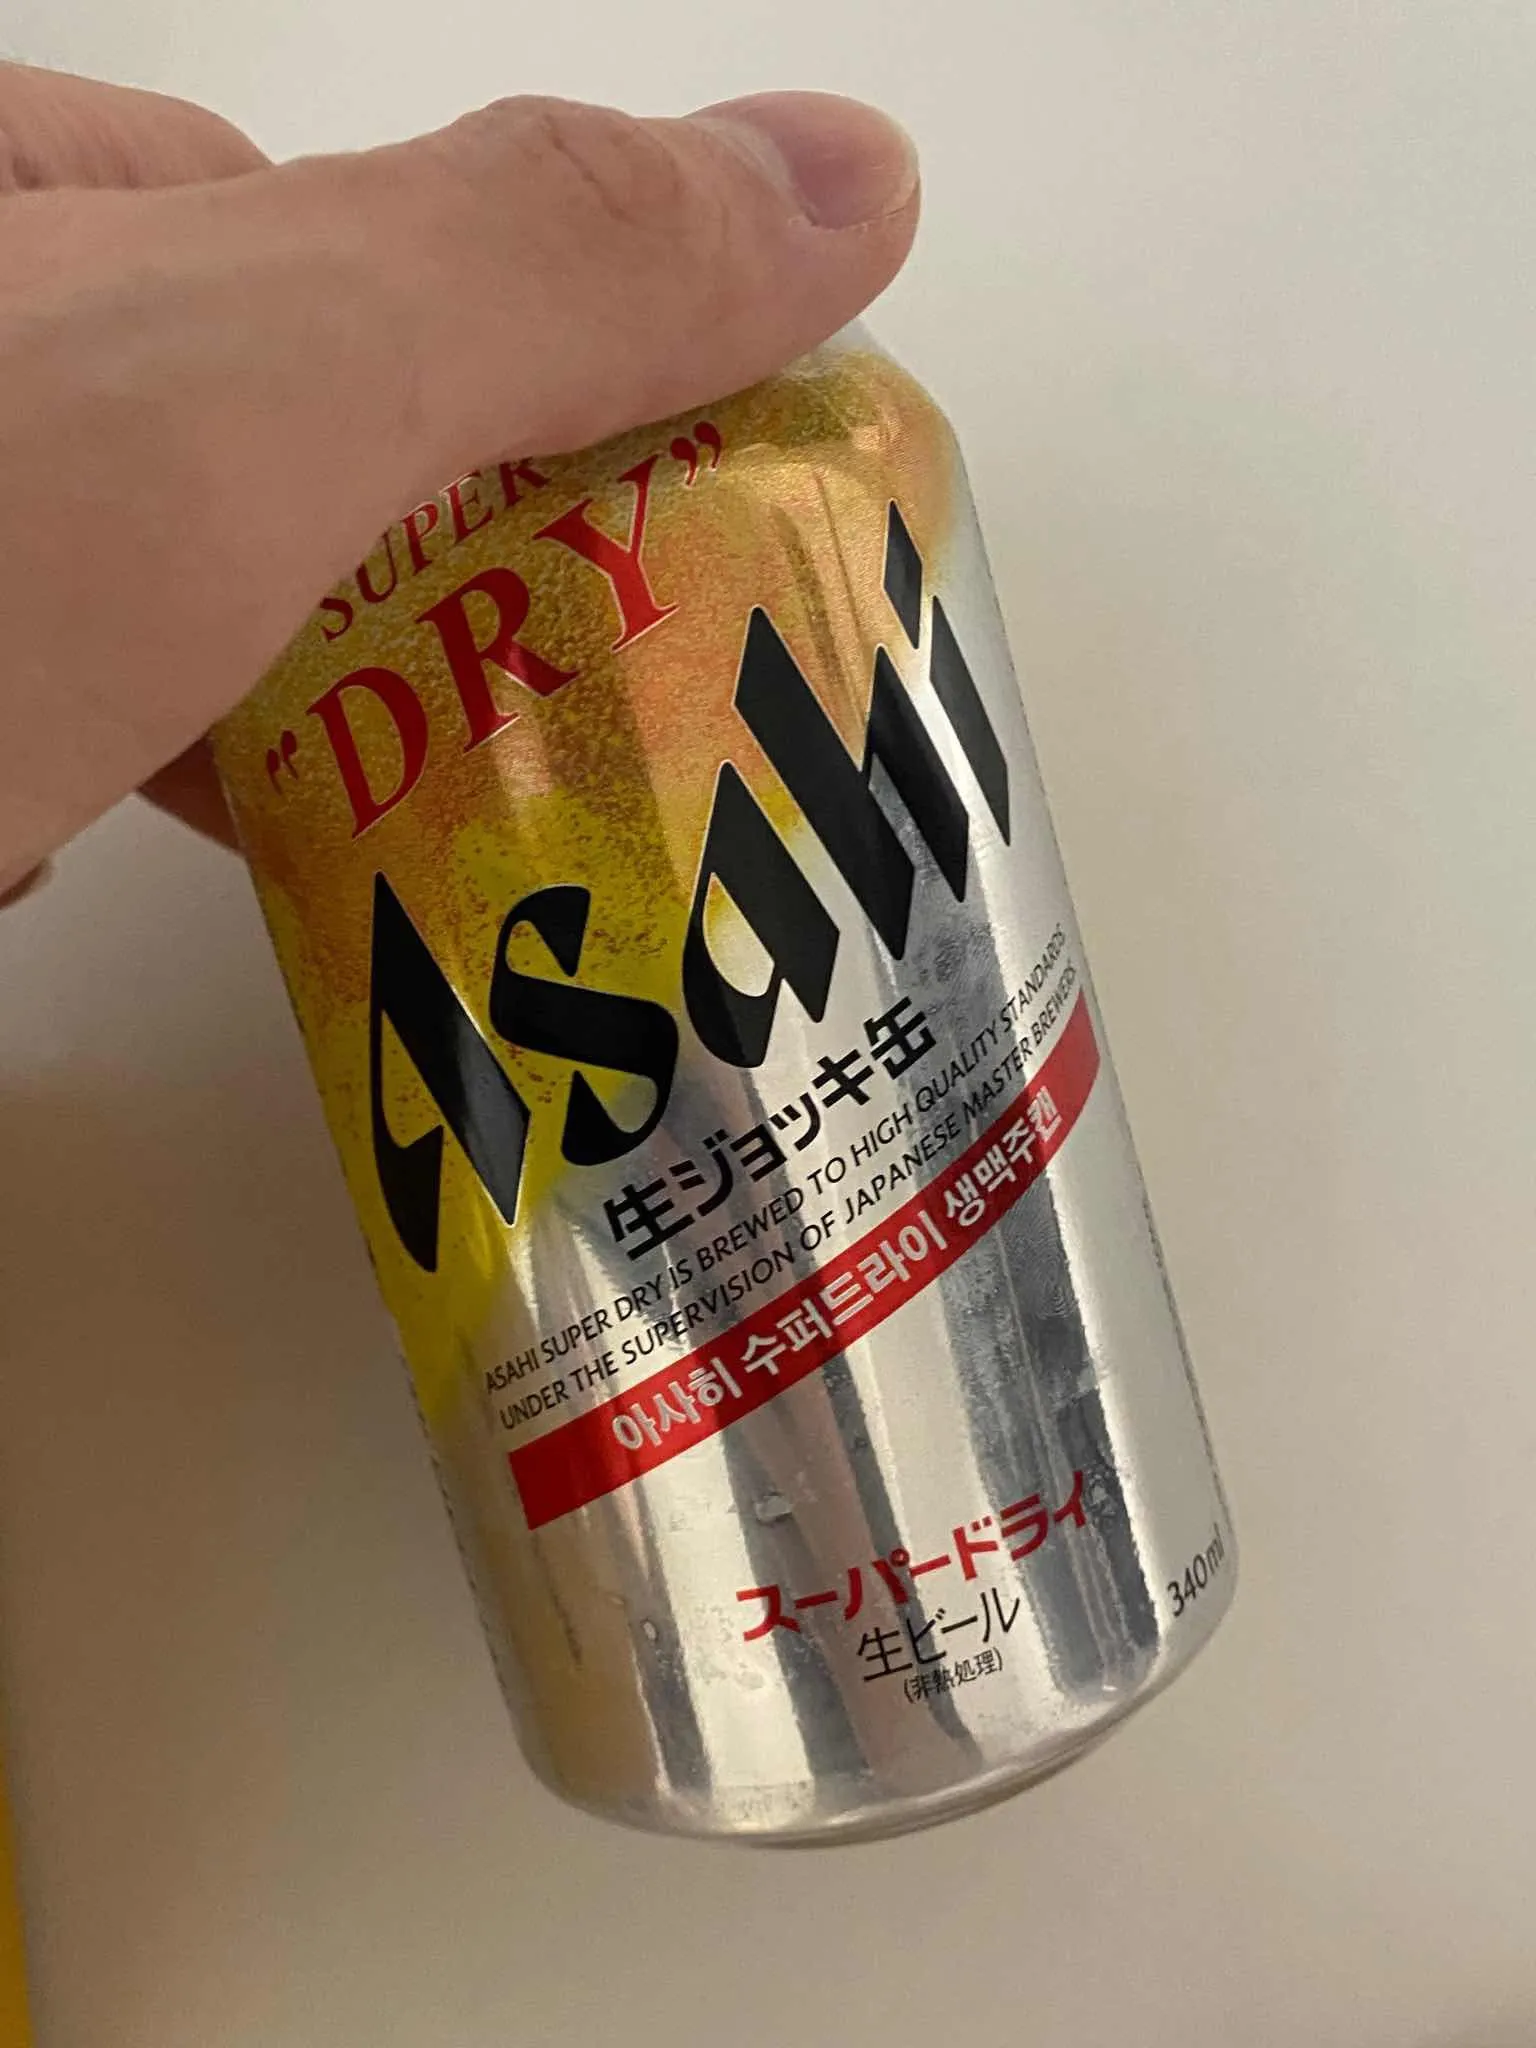 SUPER
"DRY"
Asahi
生ジョッキ缶
ASAHI SUPER DRY IS BREWED TO HIGH QUALITY STANDARDS
UNDER THE SUPERVISION OF JAPANESE MASTER BREWERS
아사히 수퍼드라이 생맥주캔
スーパードライ
生ビール
(非熱処理)
340ml